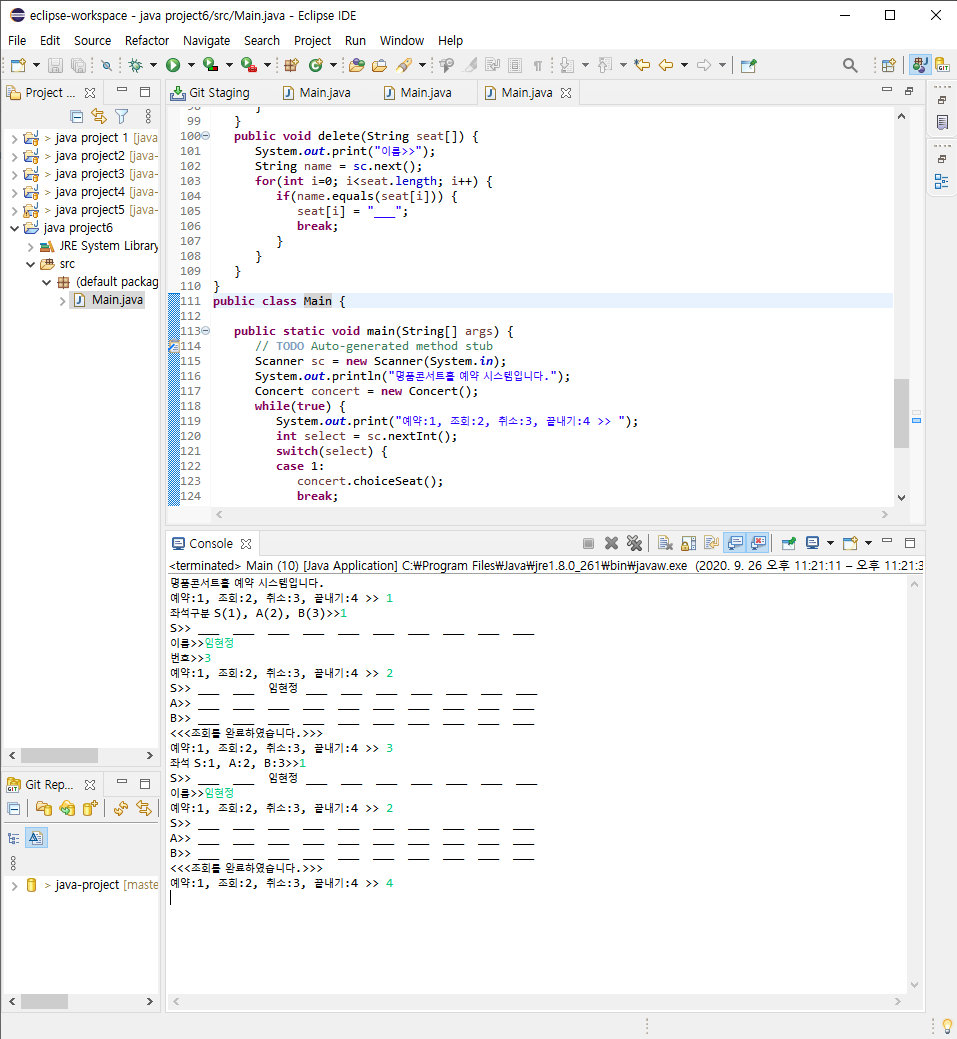 eclipse-workspace - java project6/src/Main.java - Eclipse IDE
File Edit Source Refactor Navigate Search Project Run Window Help
Project ...
Git Staging Main.java Main.java Main.java
> java project 1 [java
> java project2 [java-
> java project3 [java-
> java project4 [java-
> java project5 [java-
java project6
JRE System Library
src
(default packag
Main.java
98 }
99 }
100 public void delete(String seat[]) {
101 System.out.print("이름>>");
102 String name = sc.next();
103 for(int i=0; i<seat.length; i++) {
104 if(name.equals(seat[i])) {
105 seat[i] = "___";
106 break;
107 }
108 }
109 }
110 }
111 public class Main {
112
113 public static void main(String[] args) {
114 // TODO Auto-generated method stub
115 Scanner sc = new Scanner(System.in);
116 System.out.println("명품콘서트홀 예약 시스템입니다.");
117 Concert concert = new Concert();
118 while(true) {
119 System.out.print("예약:1, 조회:2, 취소:3, 끝내기:4 >> ");
120 int select = sc.nextInt();
121 switch(select) {
122 case 1:
123 concert.choiceSeat();
124 break;
Git Rep...
> java-project [maste
Console
<terminated> Main (10) [Java Application] C:₩Program Files₩Java₩jre1.8.0_261₩bin₩javaw.exe (2020. 9. 26 오후 11:21:11 – 오후 11:21:3
명품콘서트홀 예약 시스템입니다.
예약:1, 조회:2, 취소:3, 끝내기:4 >> 1
좌석구분 S(1), A(2), B(3)>>1
S>> ___ ___ ___ ___ ___ ___ ___ ___ ___ ___
이름>>임현정
번호>>3
예약:1, 조회:2, 취소:3, 끝내기:4 >> 2
S>> ___ ___ 임현정 ___ ___ ___ ___ ___ ___ ___
A>> ___ ___ ___ ___ ___ ___ ___ ___ ___ ___
B>> ___ ___ ___ ___ ___ ___ ___ ___ ___ ___
<<<조회를 완료하였습니다.>>>
예약:1, 조회:2, 취소:3, 끝내기:4 >> 3
좌석 S:1, A:2, B:3>>1
S>> ___ ___ 임현정 ___ ___ ___ ___ ___ ___ ___
이름>>임현정
예약:1, 조회:2, 취소:3, 끝내기:4 >> 2
S>> ___ ___ ___ ___ ___ ___ ___ ___ ___ ___
A>> ___ ___ ___ ___ ___ ___ ___ ___ ___ ___
B>> ___ ___ ___ ___ ___ ___ ___ ___ ___ ___
<<<조회를 완료하였습니다.>>>
예약:1, 조회:2, 취소:3, 끝내기:4 >> 4